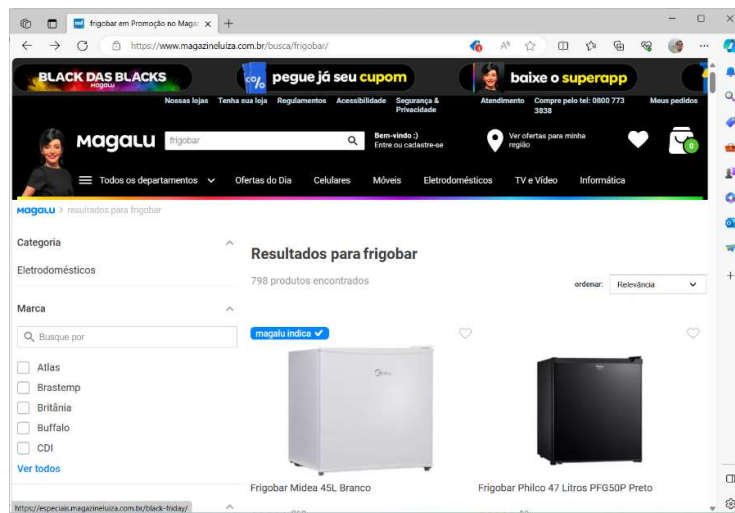 frigobar em Promoção no Maga
https://www.magazineluiza.com.br/busca/frigobar/
BLACK DAS BLACKS
MAGALU
pegue já seu cupom
baixe o superapp
Nossas lojas Tenha sua loja Regulamentos Acessibilidade Segurança & Privacidade Atendimento Compre pelo tel: 0800 773 3838 Meus pedidos
Magalu
frigobar
Bem-vindo :)
Entre ou cadastre-se
Ver ofertas para minha região
0
Todos os departamentos Ofertas do Dia Celulares Móveis Eletrodomésticos TV e Vídeo Informática
Magalu > resultados para frigobar
Categoria
Eletrodomésticos
Marca
Busque por
Atlas
Brastemp
Britânia
Buffalo
CDI
Ver todos
Resultados para frigobar
798 produtos encontrados
ordenar: Relevância
magalu indica
Midea
Frigobar Midea 45L Branco
Frigobar Philco 47 Litros PFG50P Preto
https://especiais.magazineluiza.com.br/black-friday/